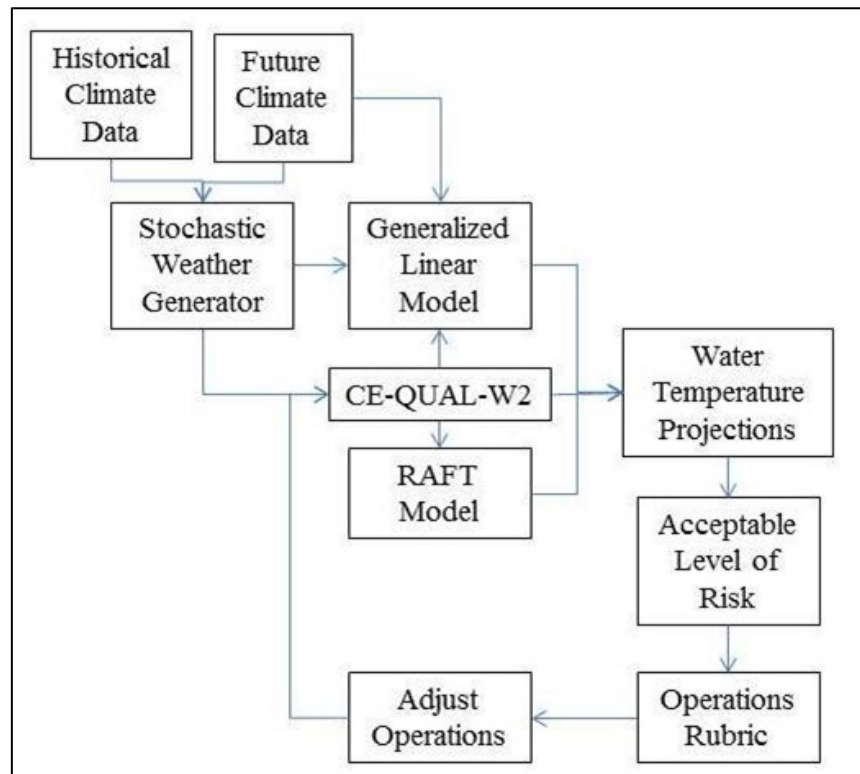 Historical
Climate
Data
Future
Climate
Data
Stochastic
Weather
Generator
Generalized
Linear
Model
CE-QUAL-W2
RAFT
Model
Water
Temperature
Projections
Acceptable
Level of
Risk
Adjust
Operations
Operations
Rubric